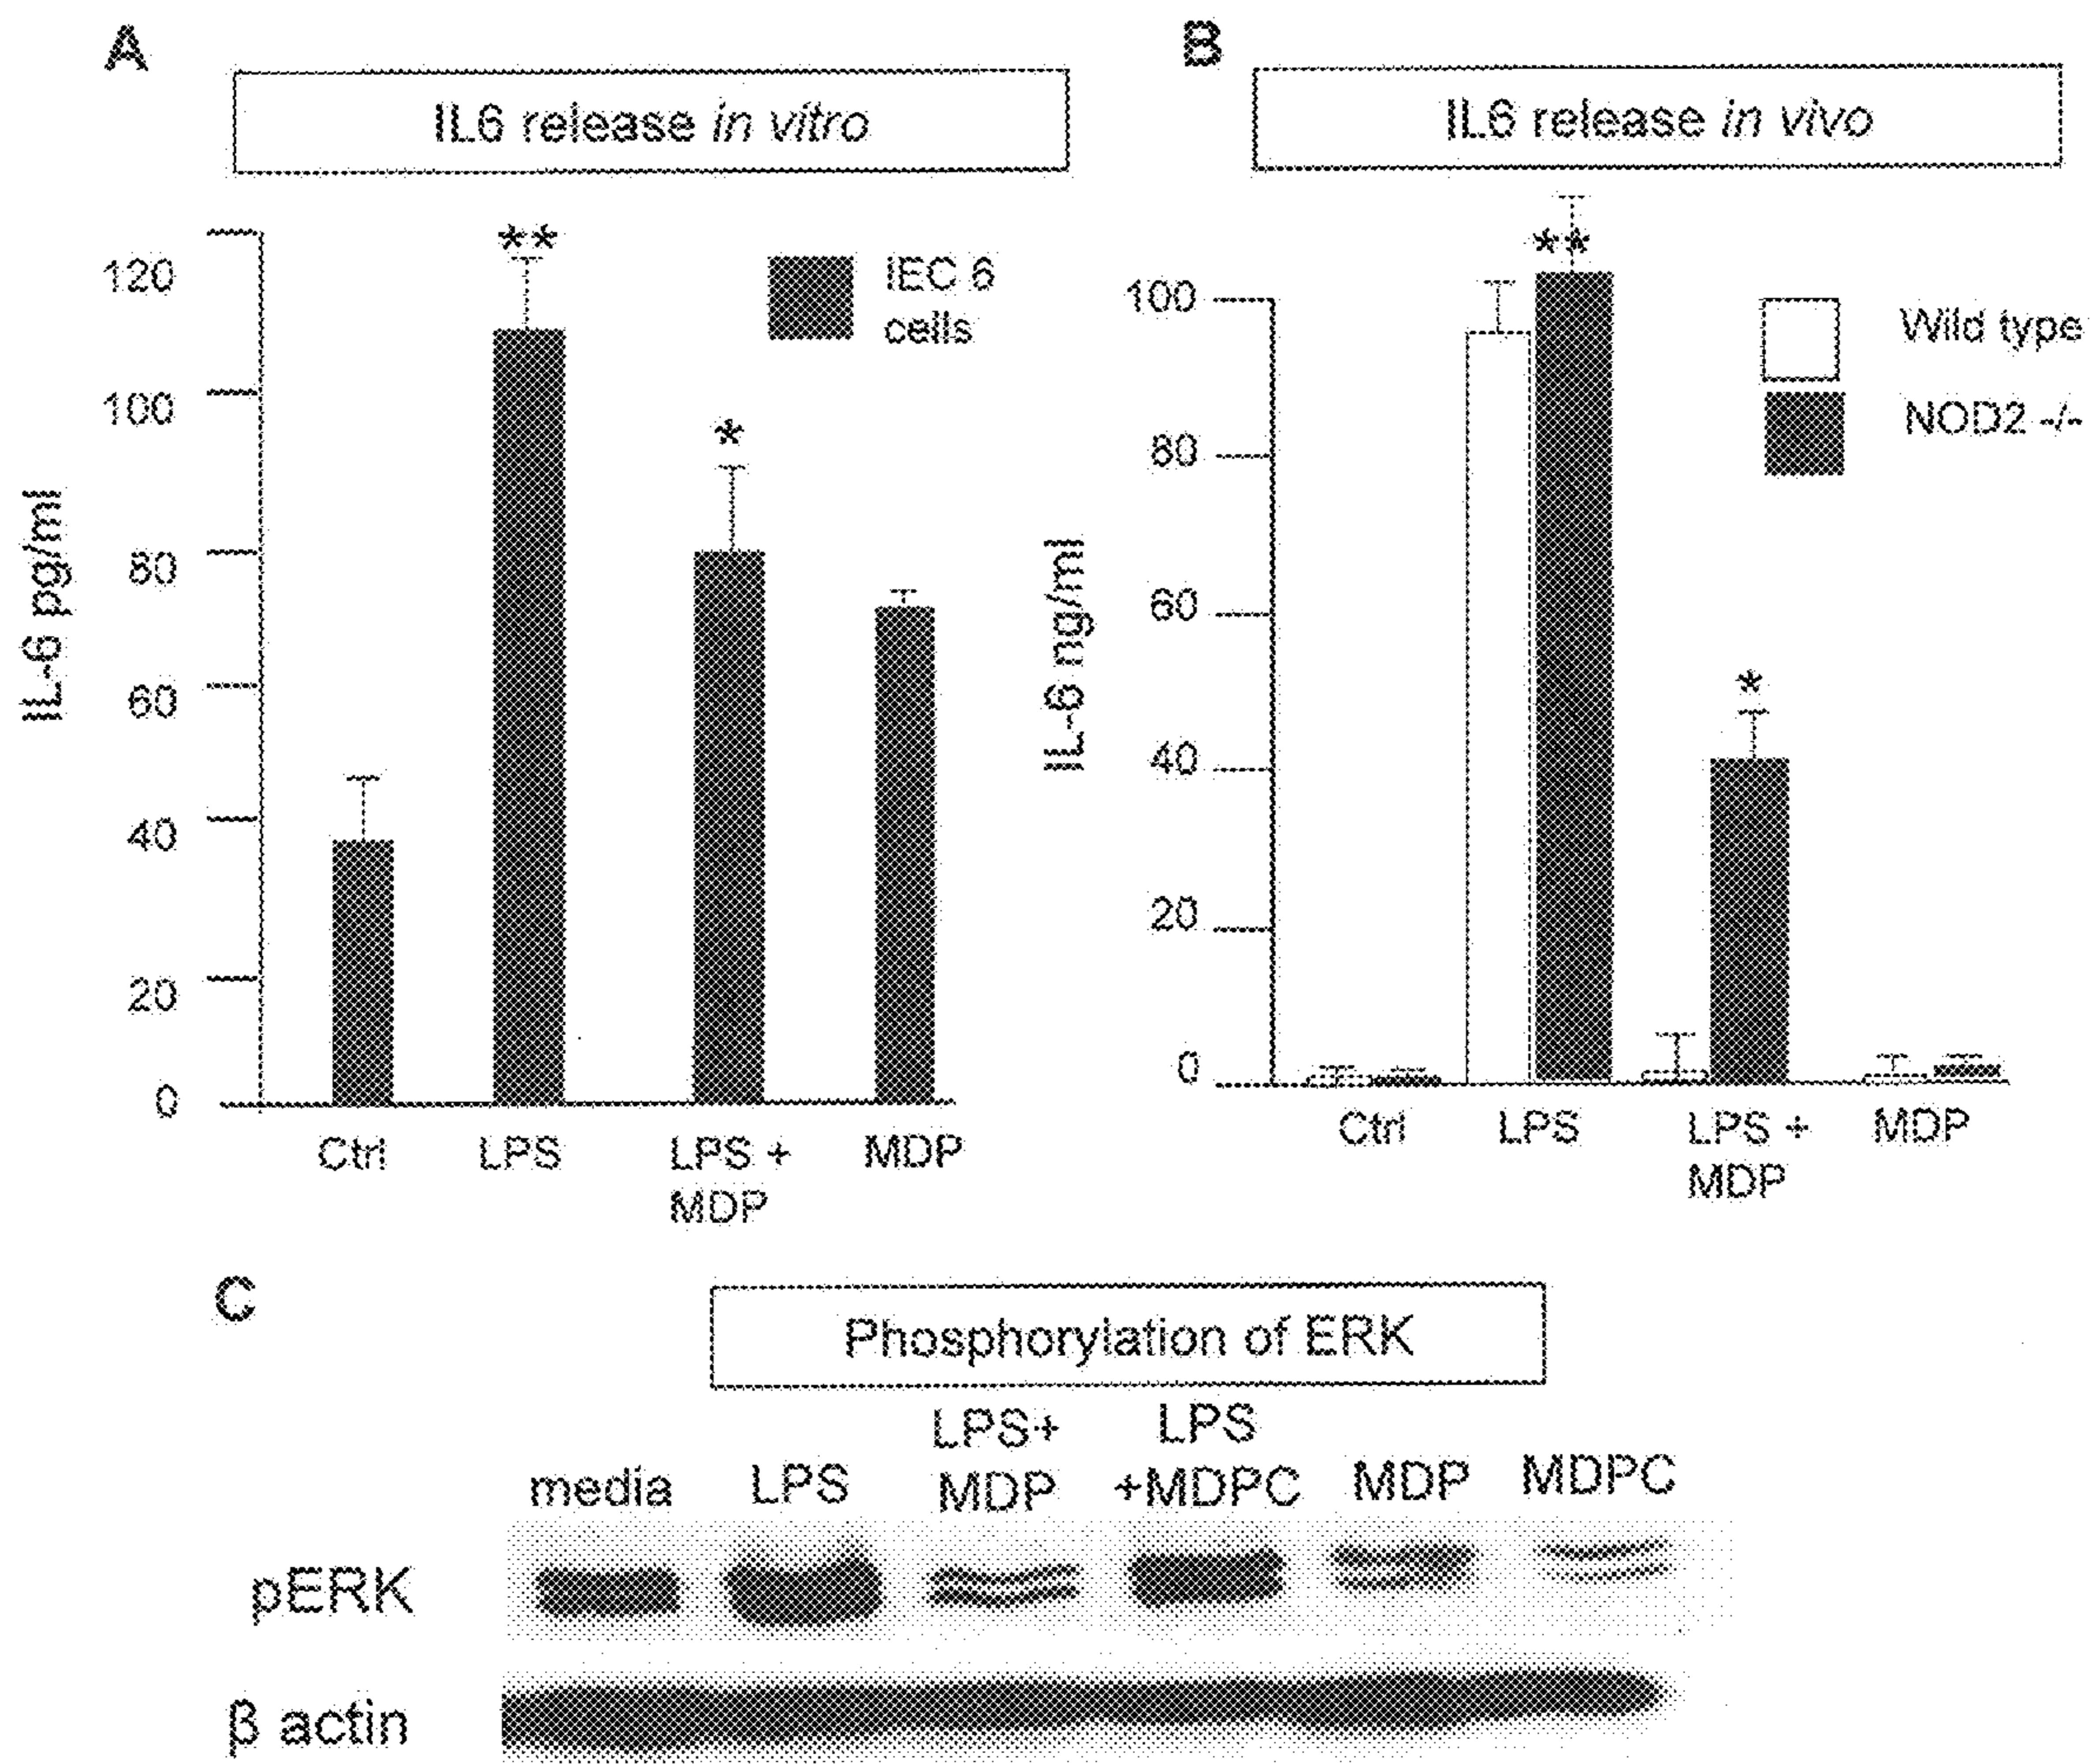 A
IL6 release in vitro
120
100
80
60
40
20
0
IL-6 pg/ml
**
*
IEC 6
cells
Ctrl
LPS
LPS +
MDP
MDP
B
IL6 release in vivo
100
80
60
40
20
0
IL-6 ng/ml
**
*
Wild type
NOD2 -/-
Ctrl
LPS
LPS +
MDP
MDP
C
Phosphorylation of ERK
media
LPS
LPS+
MDP
LPS
+MDPC
MDP
MDPC
pERK
β actin